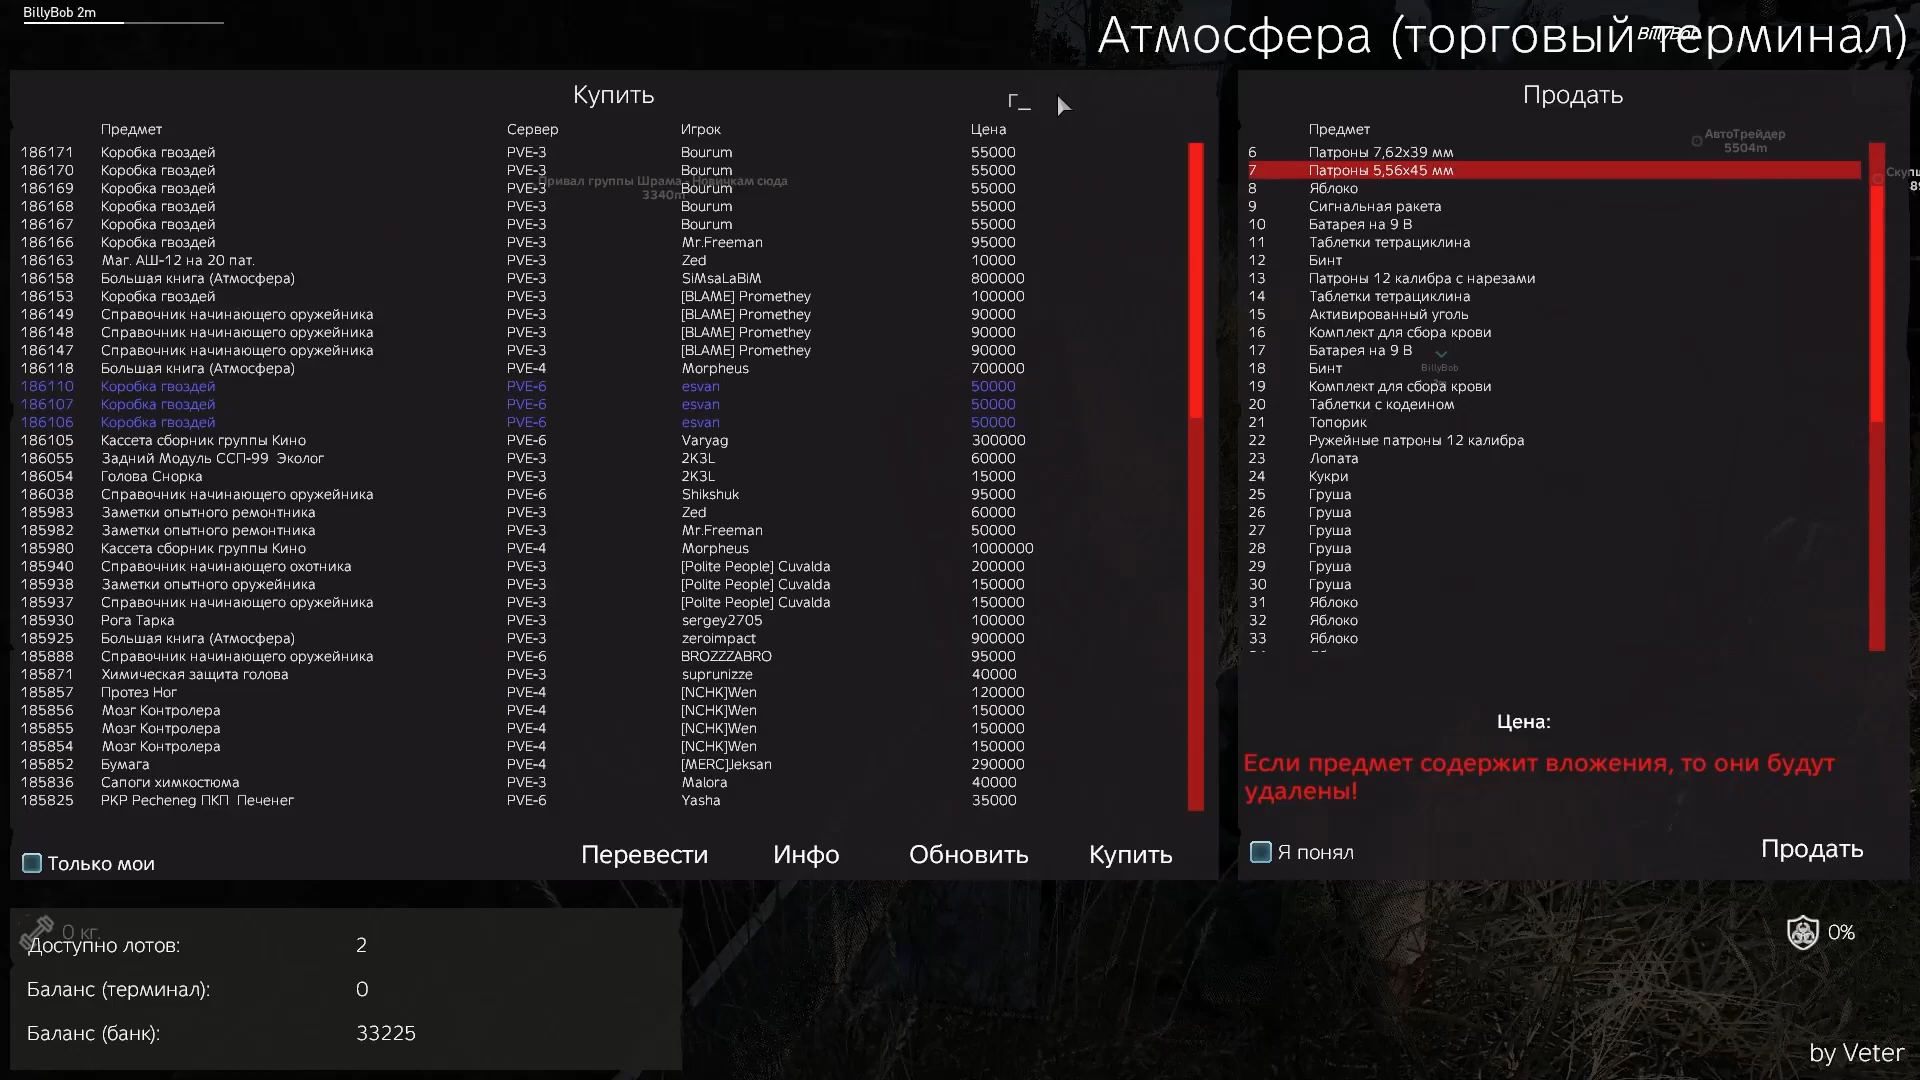 BillyBob 2m
Атмосфера (торговый терминал)
BillyBob
Купить
Г_
Предмет Сервер Игрок Цена
186171 Коробка гвоздей PVE-3 Bourum 55000
186170 Коробка гвоздей PVE-3 Bourum 55000
186169 Коробка гвоздей PVE-3 Bourum 55000
186168 Коробка гвоздей PVE-3 Bourum 55000
186167 Коробка гвоздей PVE-3 Bourum 55000
186166 Коробка гвоздей PVE-3 Mr.Freeman 95000
186163 Маг. АШ-12 на 20 пат. PVE-3 Zed 10000
186158 Большая книга (Атмосфера) PVE-3 SiMsaLaBiM 800000
186153 Коробка гвоздей PVE-3 [BLAME] Promethey 100000
186149 Справочник начинающего оружейника PVE-3 [BLAME] Promethey 90000
186148 Справочник начинающего оружейника PVE-3 [BLAME] Promethey 90000
186147 Справочник начинающего оружейника PVE-3 [BLAME] Promethey 90000
186118 Большая книга (Атмосфера) PVE-4 Morpheus 700000
186110 Коробка гвоздей PVE-6 esvan 50000
186107 Коробка гвоздей PVE-6 esvan 50000
186106 Коробка гвоздей PVE-6 esvan 50000
186105 Кассета сборник группы Кино PVE-6 Varyag 300000
186055 Задний Модуль ССП-99 Эколог PVE-3 2K3L 60000
186054 Голова Снорка PVE-3 2K3L 15000
186038 Справочник начинающего оружейника PVE-6 Shikshuk 95000
185983 Заметки опытного ремонтника PVE-3 Zed 60000
185982 Заметки опытного ремонтника PVE-3 Mr.Freeman 50000
185980 Кассета сборник группы Кино PVE-4 Morpheus 1000000
185940 Справочник начинающего охотника PVE-3 [Polite People] Cuvalda 200000
185938 Заметки опытного оружейника PVE-3 [Polite People] Cuvalda 150000
185937 Справочник начинающего оружейника PVE-3 [Polite People] Cuvalda 150000
185930 Рога Тарка PVE-3 sergey2705 100000
185925 Большая книга (Атмосфера) PVE-3 zeroimpact 900000
185888 Справочник начинающего оружейника PVE-6 BROZZZABRO 95000
185871 Химическая защита голова PVE-3 suprunizze 40000
185857 Протез Ног PVE-4 [NCHK]Wen 120000
185856 Мозг Контролера PVE-4 [NCHK]Wen 150000
185855 Мозг Контролера PVE-4 [NCHK]Wen 150000
185854 Мозг Контролера PVE-4 [NCHK]Wen 150000
185852 Бумага PVE-4 [MERC]Jeksan 290000
185836 Сапоги химкостюма PVE-3 Malora 40000
185825 PKP Pecheneg ПКП Печенег PVE-6 Yasha 35000
Привал группы Шрама - Новичкам сюда
3340m
Только мои
Перевести Инфо Обновить Купить
Продать
Предмет
АвтоТрейдер
5504m
6 Патроны 7,62x39 мм
7 Патроны 5,56x45 мм
8 Яблоко
9 Сигнальная ракета
10 Батарея на 9 В
11 Таблетки тетрациклина
12 Бинт
13 Патроны 12 калибра с нарезами
14 Таблетки тетрациклина
15 Активированный уголь
16 Комплект для сбора крови
17 Батарея на 9 В
18 Бинт
19 Комплект для сбора крови
20 Таблетки с кодеином
21 Топорик
22 Ружейные патроны 12 калибра
23 Лопата
24 Кукри
25 Груша
26 Груша
27 Груша
28 Груша
29 Груша
30 Груша
31 Яблоко
32 Яблоко
33 Яблоко
BillyBob
Цена:
Если предмет содержит вложения, то они будут
удалены!
Я понял
Продать
0 кг.
Доступно лотов: 2
Баланс (терминал): 0
Баланс (банк): 33225
0%
by Veter